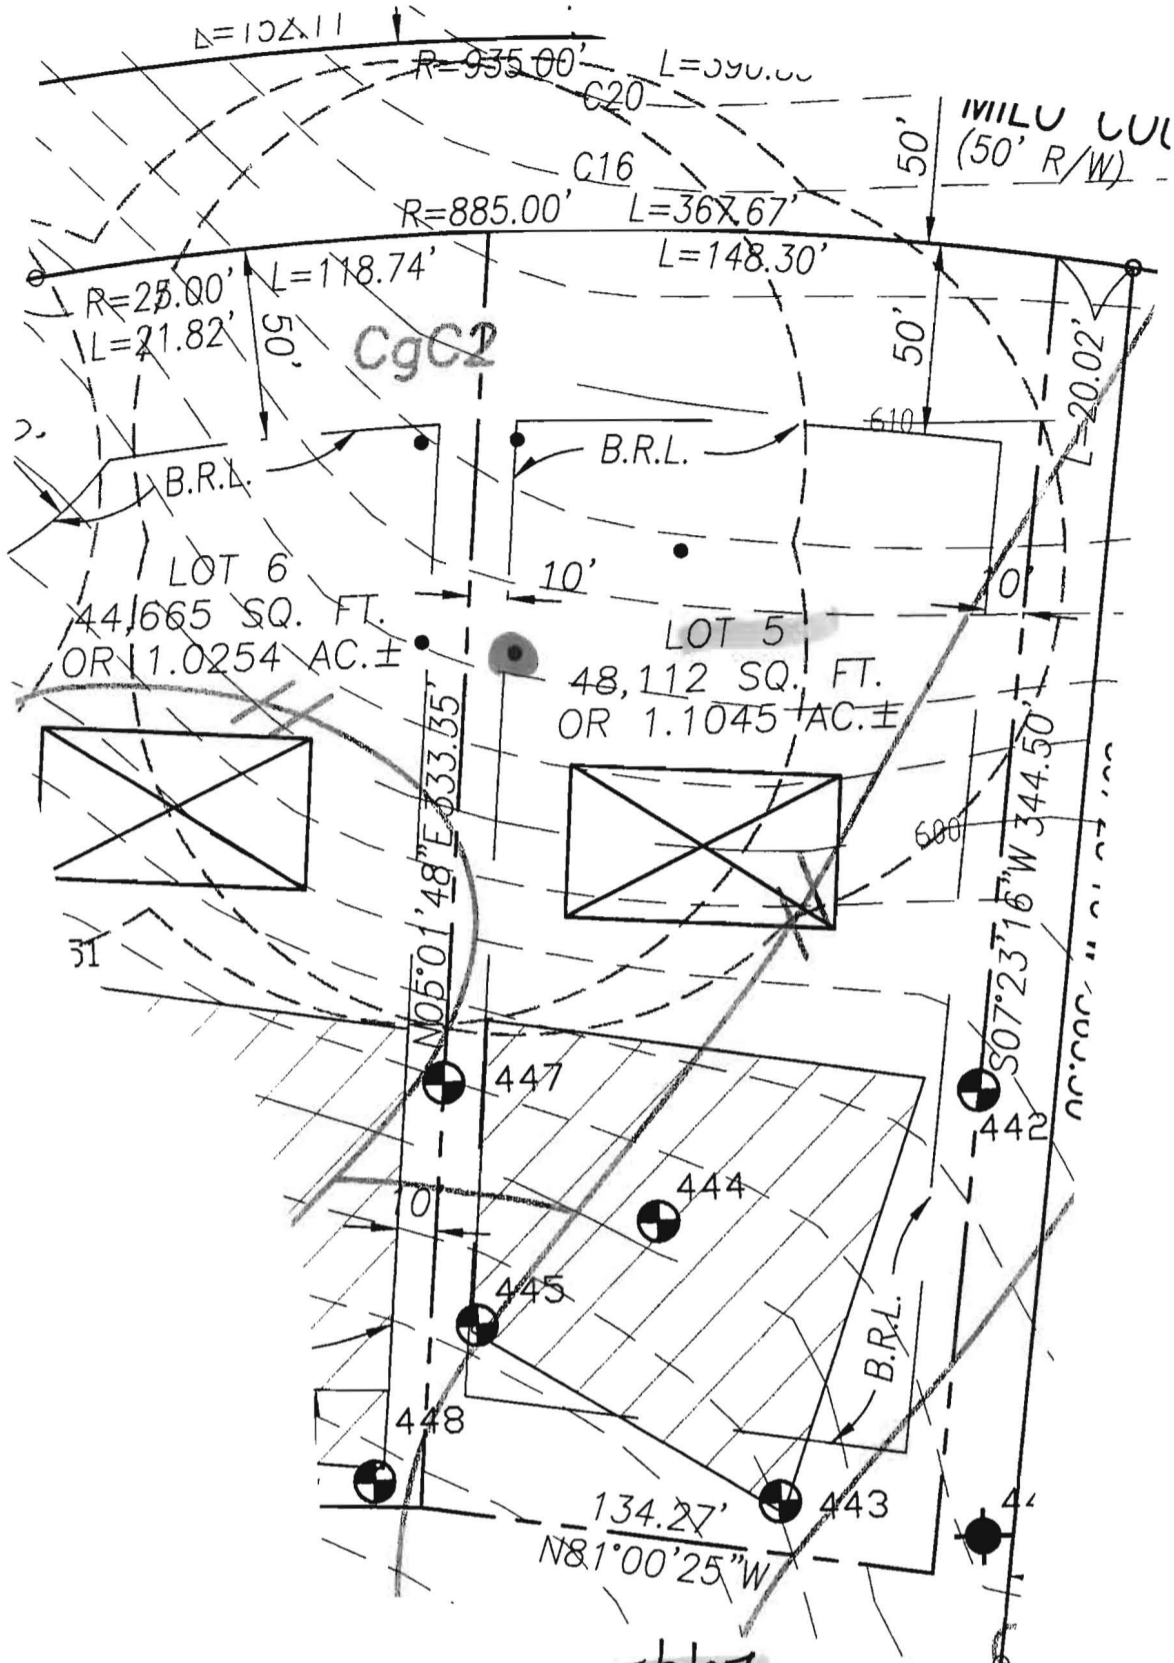 R=935.00'
C20
(50' R/W)
50'
C16
R=885.00' L=367.67'
L=118.74' L=148.30'
R=25.00'
L=21.82'
50'
50'
CgC2
L=20.02'
610
B.R.L.
B.R.L.
LOT 6
44,665 SQ. FT.
OR 1.0254 AC.±
10'
LOT 5
48,112 SQ. FT.
OR 1.1045 AC.±
600
N05°01'48"E 333.35'
S07°23'16"W 344.50'
31
447
442
444
445
B.R.L.
448
443
134.27'
N81°00'25"W